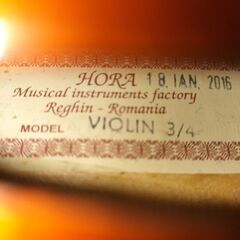 HORA 18. IAN. 2016
Musical instruments factory
Reghin - Romania
MODEL VIOLIN 3/4